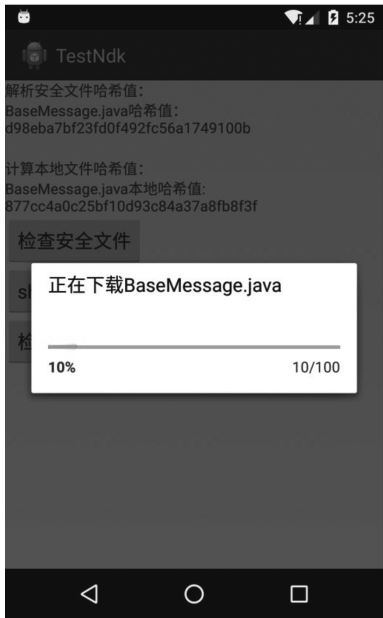 5:25
TestNdk
解析安全文件哈希值：
BaseMessage.java哈希值：
d98eba7bf23fd0f492fc56a1749100b
计算本地文件哈希值：
BaseMessage.java本地哈希值:
877cc4a0c25bf10d93c84a37a8fb8f3f
检查安全文件
正在下载BaseMessage.java
10%
10/100